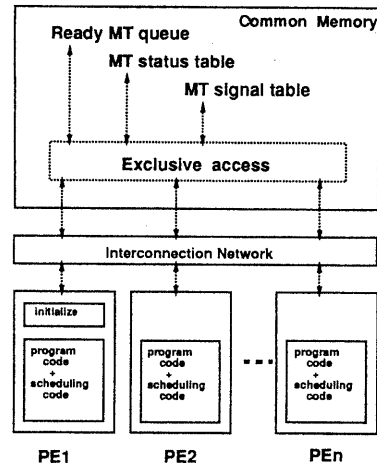 Common Memory
Ready MT queue
MT status table
MT signal table
Exclusive access
Interconnection Network
initialize
program
code
+
scheduling
code
program
code
+
scheduling
code
program
code
+
scheduling
code
PE1
PE2
PEn